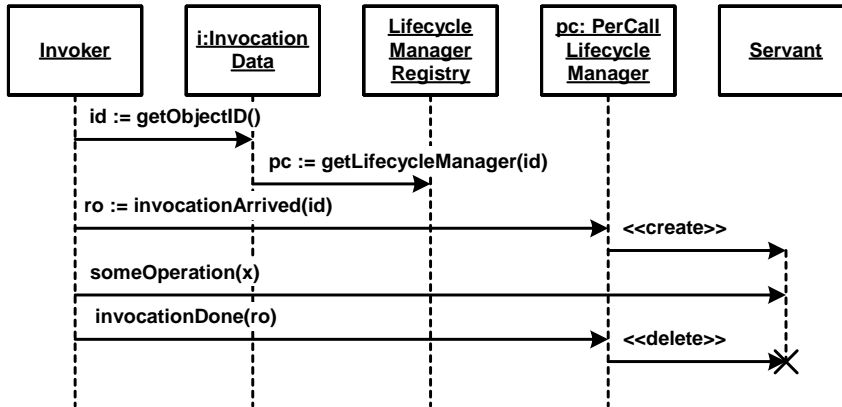 Invoker
i:Invocation
Data
Lifecycle
Manager
Registry
pc: PerCall
Lifecycle
Manager
Servant
id := getObjectID()
pc := getLifecycleManager(id)
ro := invocationArrived(id)
<<create>>
someOperation(x)
invocationDone(ro)
<<delete>>